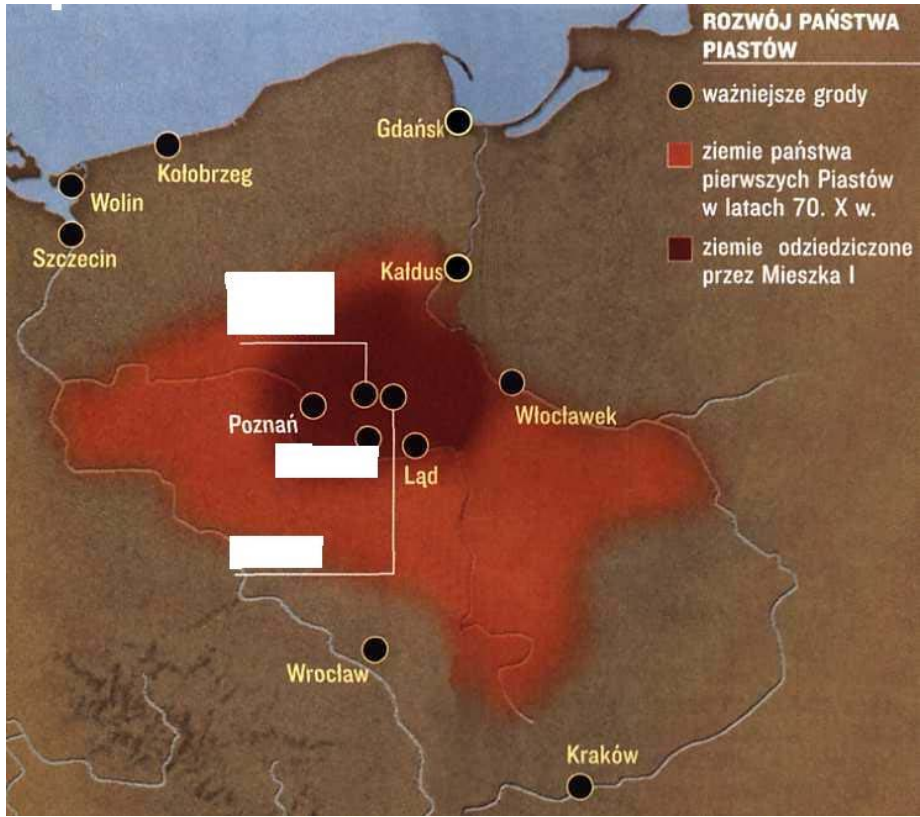 ROZWÓJ PAŃSTWA
PIASTÓW
ważniejsze grody
ziemie państwa
pierwszych Piastów
w latach 70. X w.
ziemie odziedziczone
przez Mieszka I
Gdańsk
Kołobrzeg
Wolin
Szczecin
Kałdus
Poznań
Włocławek
Ląd
Wrocław
Kraków